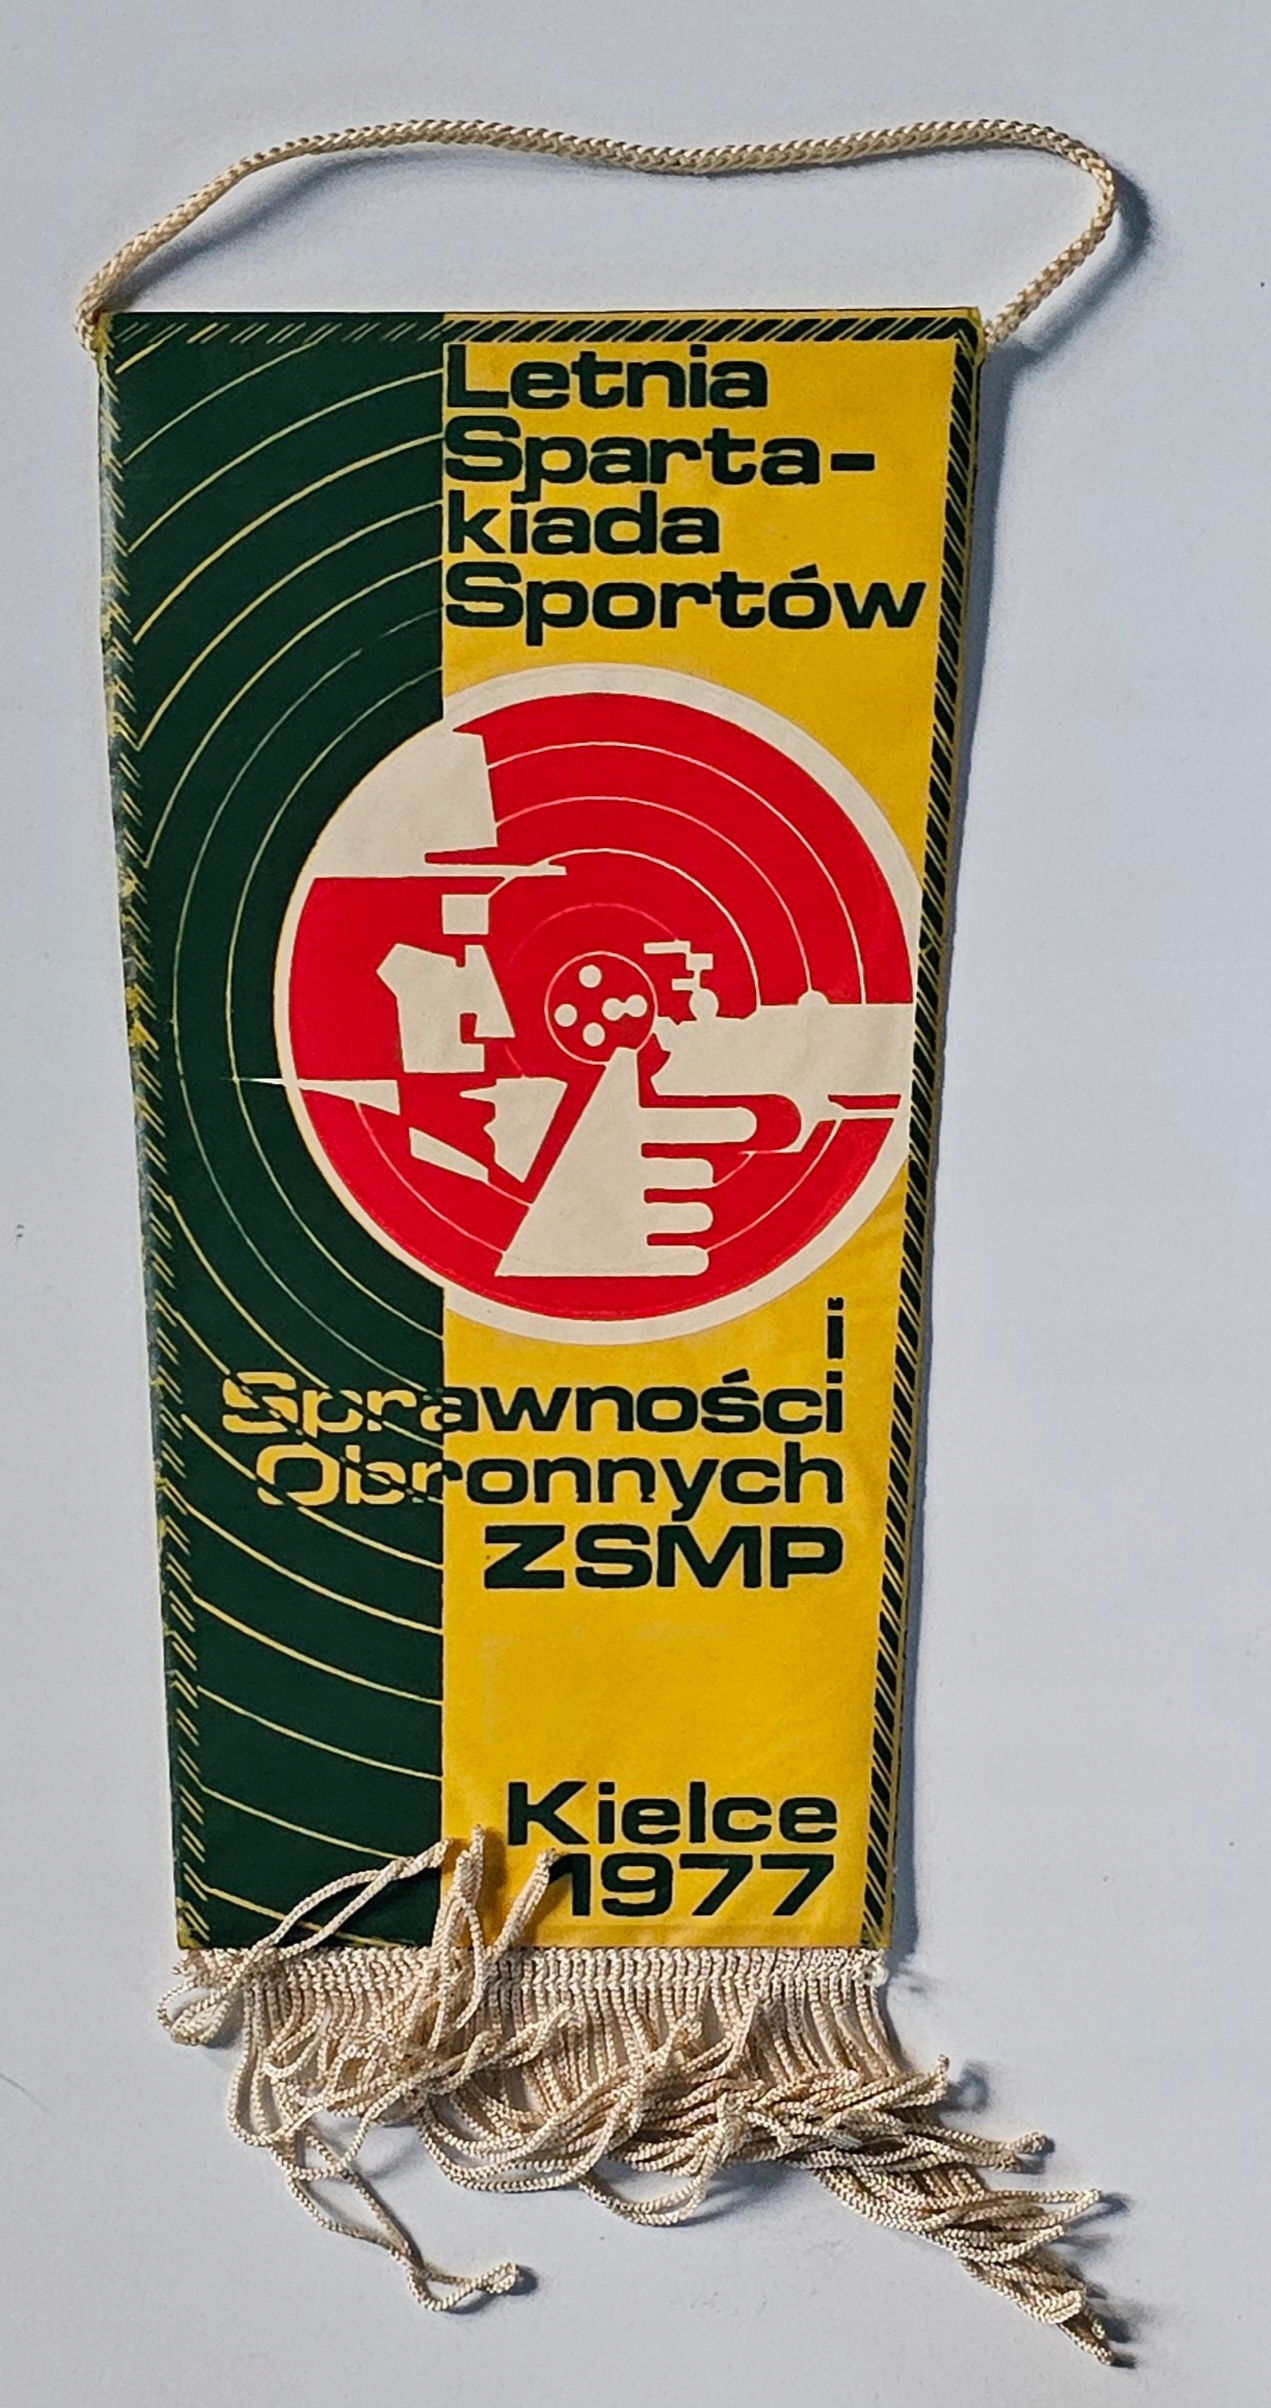 Letnia
Sparta-
kiada
Sportów
i
Sprawności
Obronnych
ZSMP
Kielce
1977